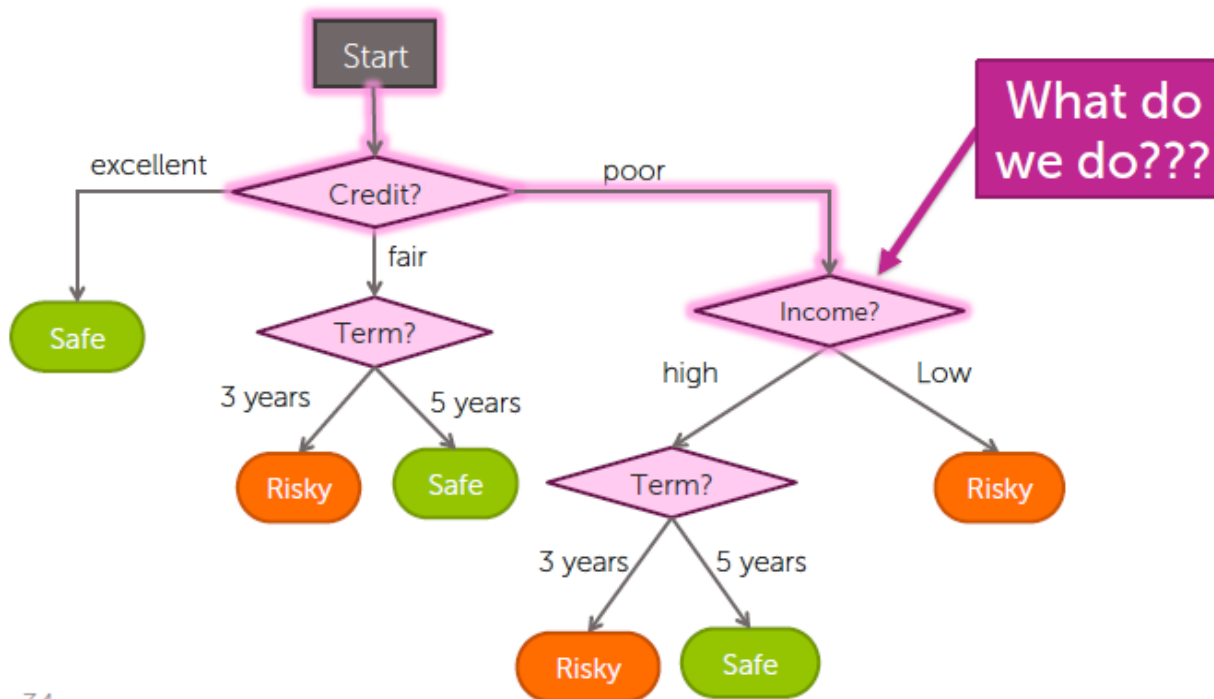 Start
What do
we do???
excellent
Credit?
poor
fair
Safe
Term?
Income?
3 years
5 years
high
Low
Risky
Safe
Term?
Risky
3 years
5 years
Risky
Safe